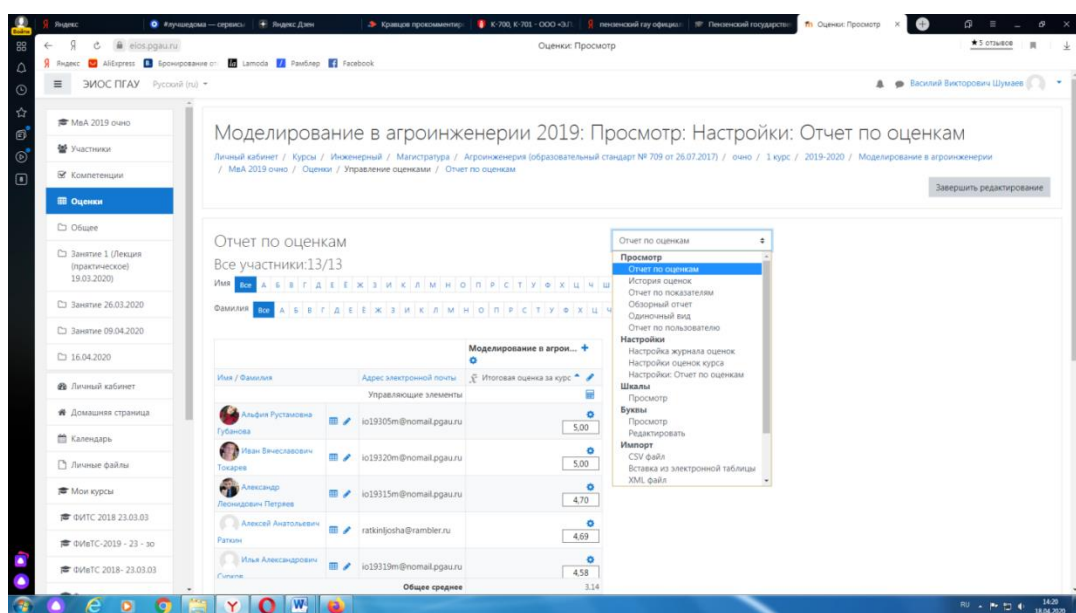 Войти
Яндекс
#лучшедома — сервисы
Яндекс Дзен
Кравцов прокомментиро
К-700, К-701 - ООО «З.П.
пензенский гау официал
Пензенский государстве
Оценки: Просмотр
elos.pgau.ru
Оценки: Просмотр
★5 отзывов
Яндекс AliExpress Бронирование от Lamoda Рамблер Facebook
ЭИОС ПГАУ Русский (ru)
Василий Викторович Шумаев
МвА 2019 очно
Участники
Компетенции
Оценки
Общее
Занятие 1 (Лекция
(практическое)
19.03.2020)
Занятие 26.03.2020
Занятие 09.04.2020
16.04.2020
Личный кабинет
Домашняя страница
Календарь
Личные файлы
Мои курсы
ФИТС 2018 23.03.03
ФИвТС-2019 - 23 - зо
ФИвТС 2018- 23.03.03
Моделирование в агроинженерии 2019: Просмотр: Настройки: Отчет по оценкам
Личный кабинет / Курсы / Инженерный / Магистратура / Агроинженерия (образовательный стандарт № 709 от 26.07.2017) / очно / 1 курс / 2019-2020 / Моделирование в агроинженерии
/ МвА 2019 очно / Оценки / Управление оценками / Отчет по оценкам
Завершить редактирование
Отчет по оценкам
Все участники:13/13
Имя Все А Б В Г Д Е Ё Ж З И К Л М Н О П Р С Т У Ф Х Ц Ч Ш
Фамилия Все А Б В Г Д Е Ё Ж З И К Л М Н О П Р С Т У Ф Х Ц Ч
Отчет по оценкам
Просмотр
Отчет по оценкам
История оценок
Отчет по показателям
Обзорный отчет
Одиночный вид
Отчет по пользователю
Настройки
Настройка журнала оценок
Настройки оценок курса
Настройки: Отчет по оценкам
Шкалы
Просмотр
Буквы
Просмотр
Редактировать
Импорт
CSV файл
Вставка из электронной таблицы
XML файл
Моделирование в агрои...
Имя / Фамилия Адрес электронной почты Итоговая оценка за курс
Управляющие элементы
Альфия Рустамовна
Губанова io19305m@nomail.pgau.ru 5,00
Иван Вячеславович
Токарев io19320m@nomail.pgau.ru 5,00
Александр
Леонидович Петряев io19315m@nomail.pgau.ru 4,70
Алексей Анатольевич
Раткин ratkinljosha@rambler.ru 4,69
Илья Александрович
io19319m@nomail.pgau.ru 4,58
Общее среднее 3,14
RU
14:20
18.04.2020